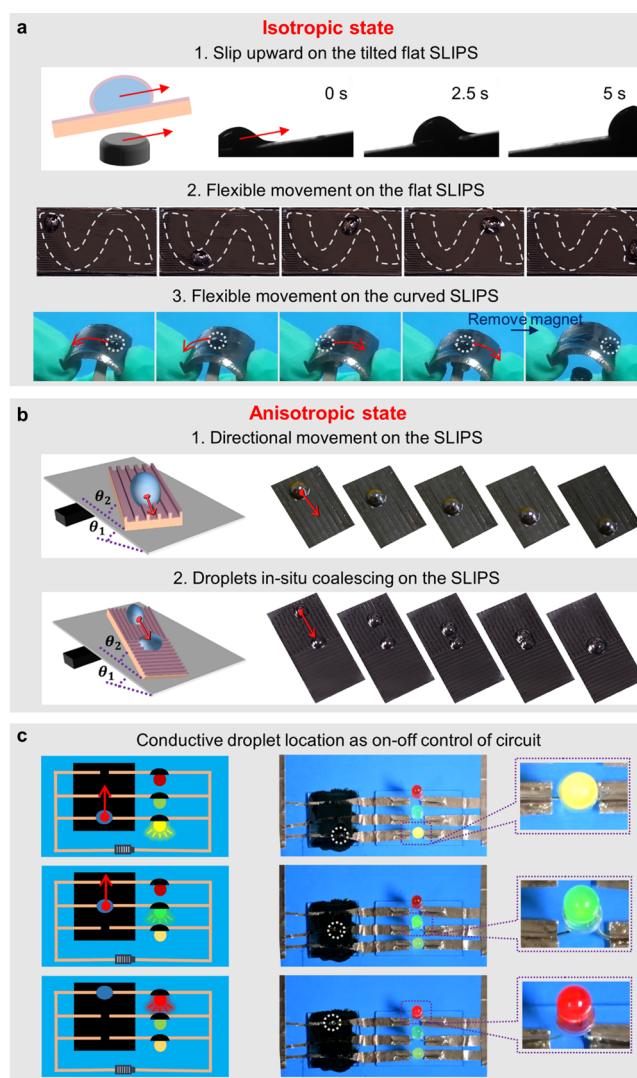 a
Isotropic state
1. Slip upward on the tilted flat SLIPS
0 s
2.5 s
5 s
2. Flexible movement on the flat SLIPS
3. Flexible movement on the curved SLIPS
Remove magnet
b
Anisotropic state
1. Directional movement on the SLIPS
θ₂
θ₁
2. Droplets in-situ coalescing on the SLIPS
θ₂
θ₁
c
Conductive droplet location as on-off control of circuit